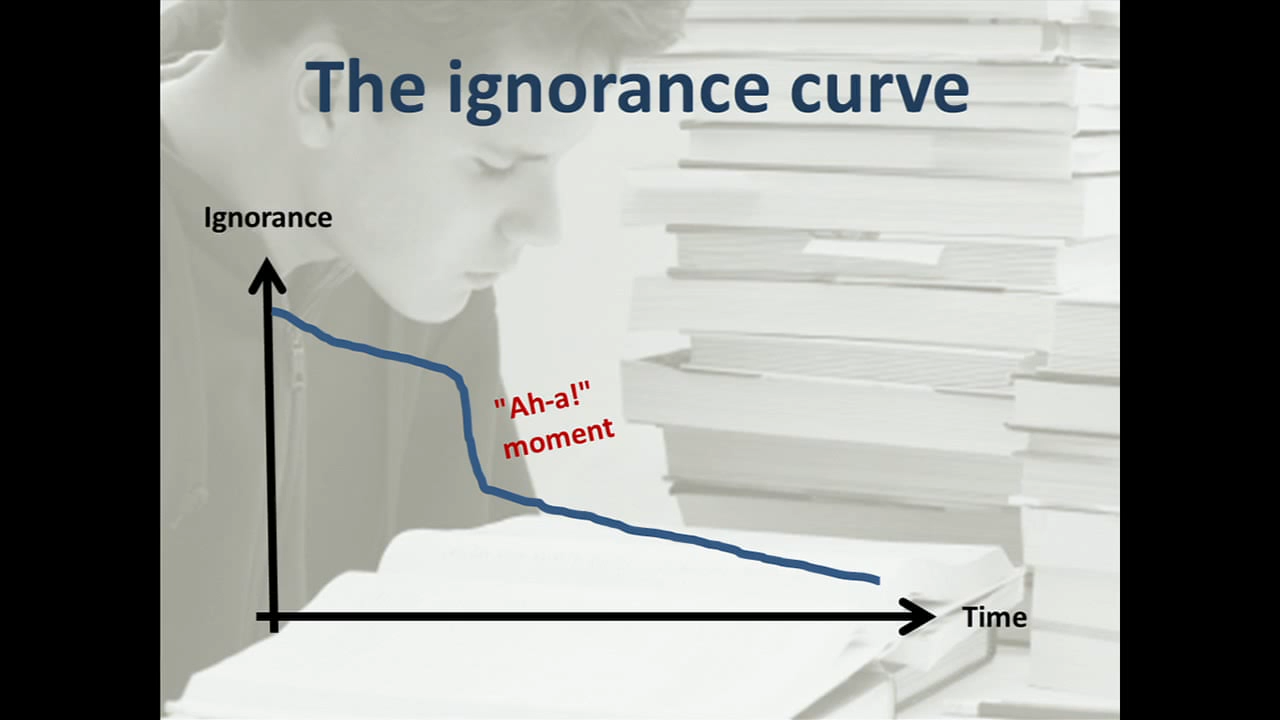 The ignorance curve
Ignorance
"Ah-a!"
moment
Time